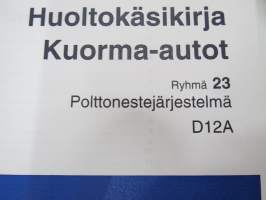 Huoltokäsikirja
Kuorma-autot
Ryhmä 23
Polttonestejärjestelmä
D12A